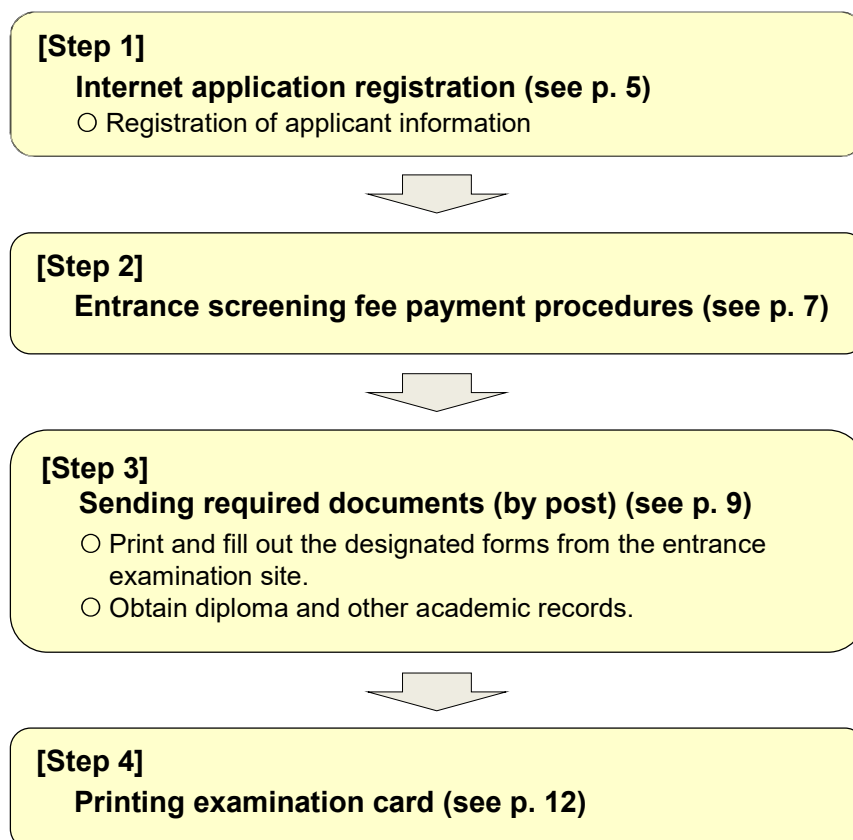 [Step 1]
Internet application registration (see p. 5)
○ Registration of applicant information
[Step 2]
Entrance screening fee payment procedures (see p. 7)
[Step 3]
Sending required documents (by post) (see p. 9)
○ Print and fill out the designated forms from the entrance
examination site.
○ Obtain diploma and other academic records.
[Step 4]
Printing examination card (see p. 12)